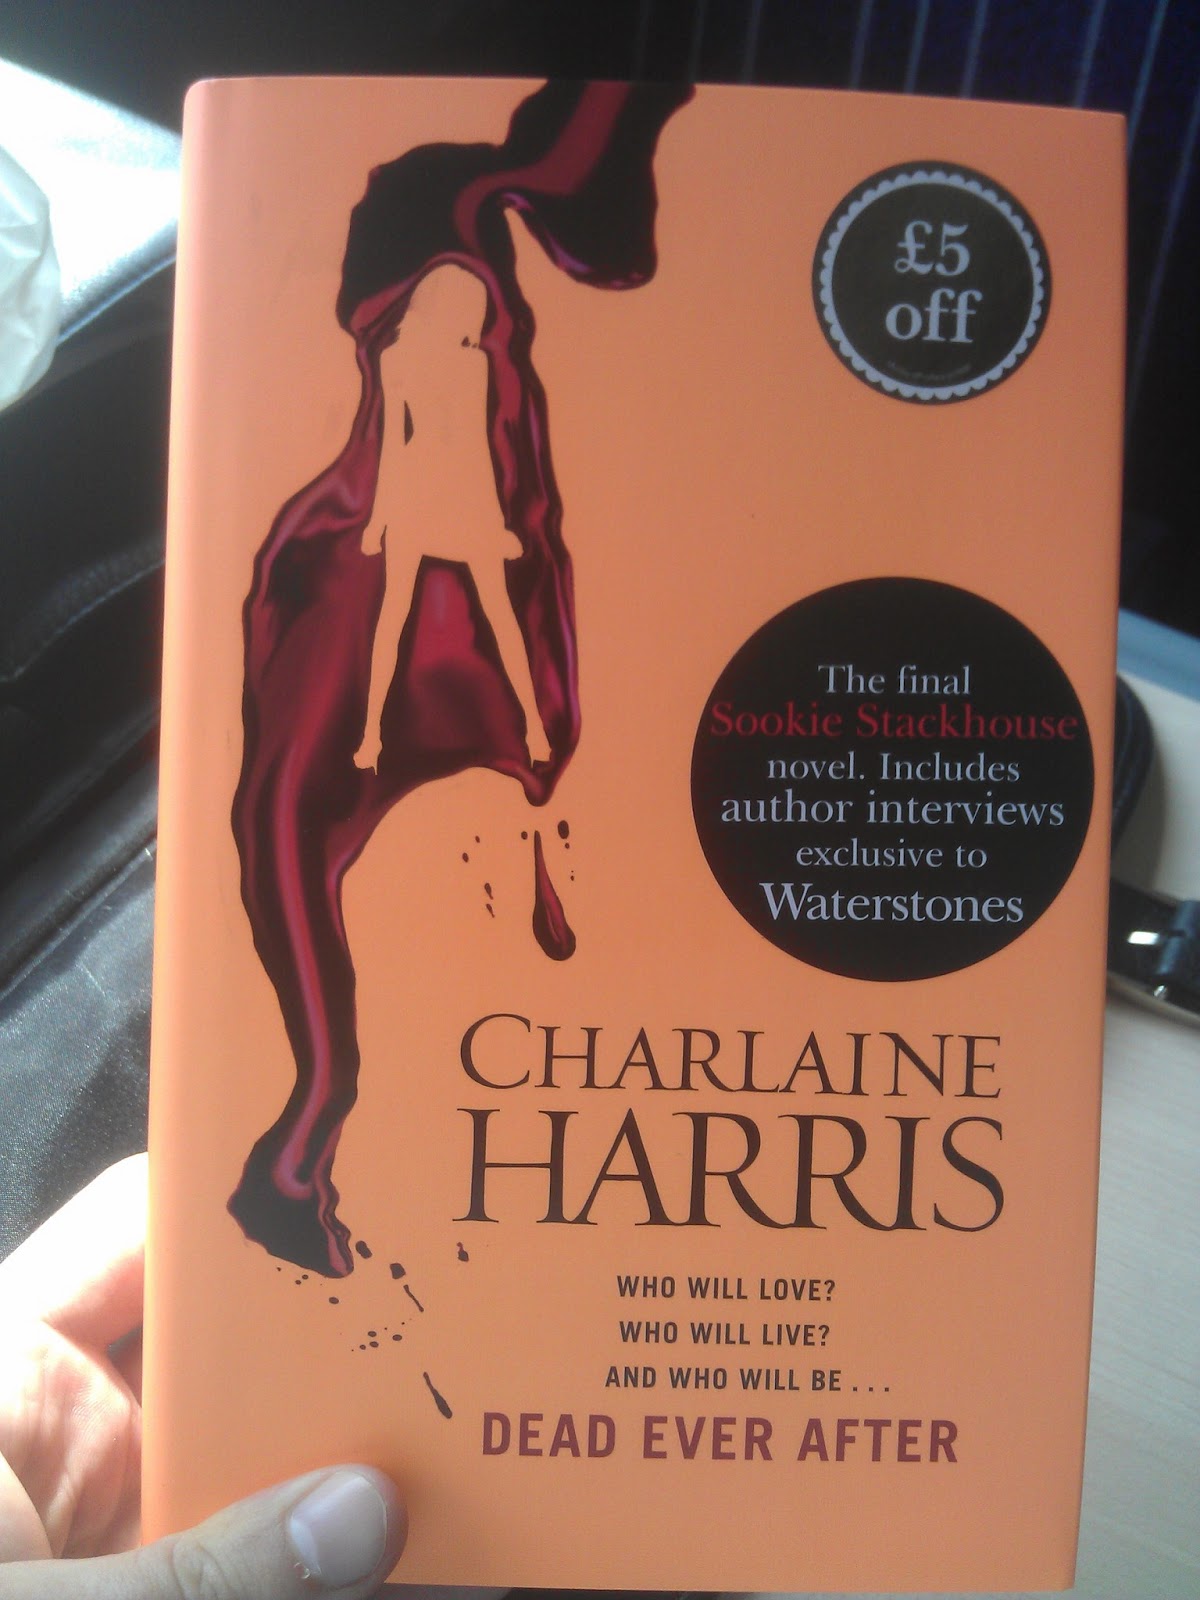 £5
off
The final
Sookie Stackhouse
novel. Includes
author interviews
exclusive to
Waterstones
CHARLAINE
HARRIS
WHO WILL LOVE?
WHO WILL LIVE?
AND WHO WILL BE...
DEAD EVER AFTER